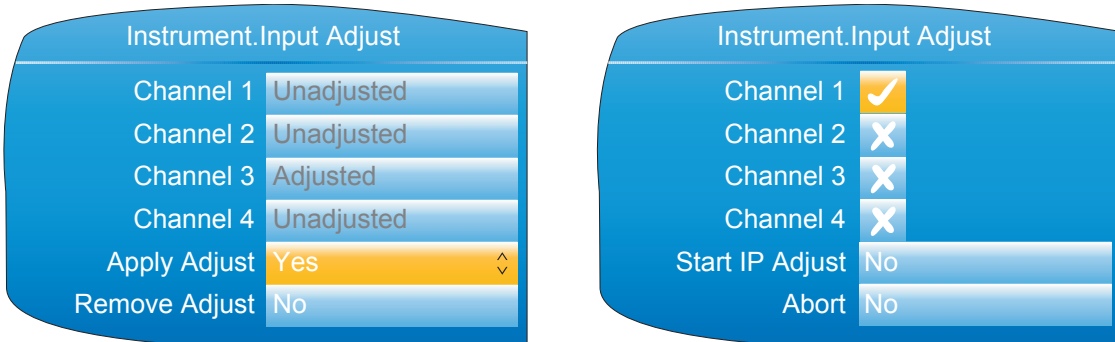 Instrument.Input Adjust
Channel 1 Unadjusted
Channel 2 Unadjusted
Channel 3 Adjusted
Channel 4 Unadjusted
Apply Adjust Yes
Remove Adjust No
Instrument.Input Adjust
Channel 1
Channel 2
Channel 3
Channel 4
Start IP Adjust No
Abort No